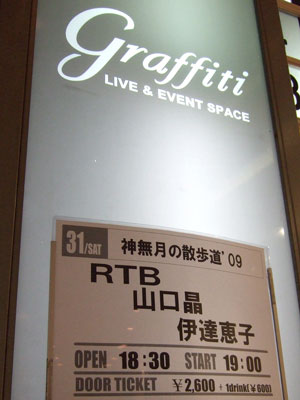 Graffiti
LIVE & EVENT SPACE
31/SAT 神無月の散歩道'09
RTB
山口晶
伊達恵子
OPEN 18:30 START 19:00
DOOR TICKET ¥2,600 + 1drink(¥600)